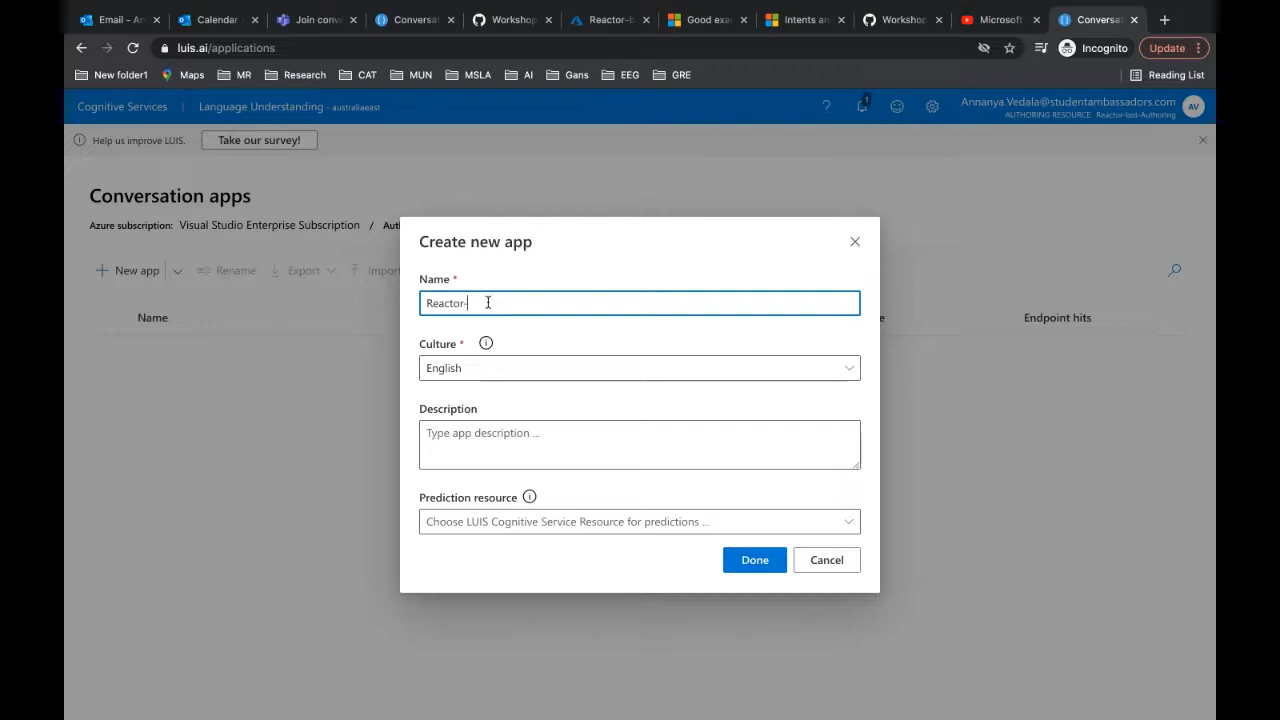 Email - An
Calendar -
Join conve
Conversat
Workshop
Reactor-b
Good exa
Intents an
Workshop
Microsoft
Conversat
luis.ai/applications
Incognito
Update
New folder1
Maps
MR
Research
CAT
MUN
MSLA
AI
Gans
EEG
GRE
Reading List
Cognitive Services | Language Understanding - australiaeast
?
1
Annanya.Vedala@studentambassadors.com
AUTHORING RESOURCE: Reactor-bot-Authoring
AV
Help us improve LUIS.
Take our survey!
Conversation apps
Azure subscription: Visual Studio Enterprise Subscription / Aut
New app
Rename
Export
Import
Name
Endpoint hits
Create new app
Name *
Reactor-
Culture *
English
Description
Type app description ...
Prediction resource
Choose LUIS Cognitive Service Resource for predictions ...
Done
Cancel